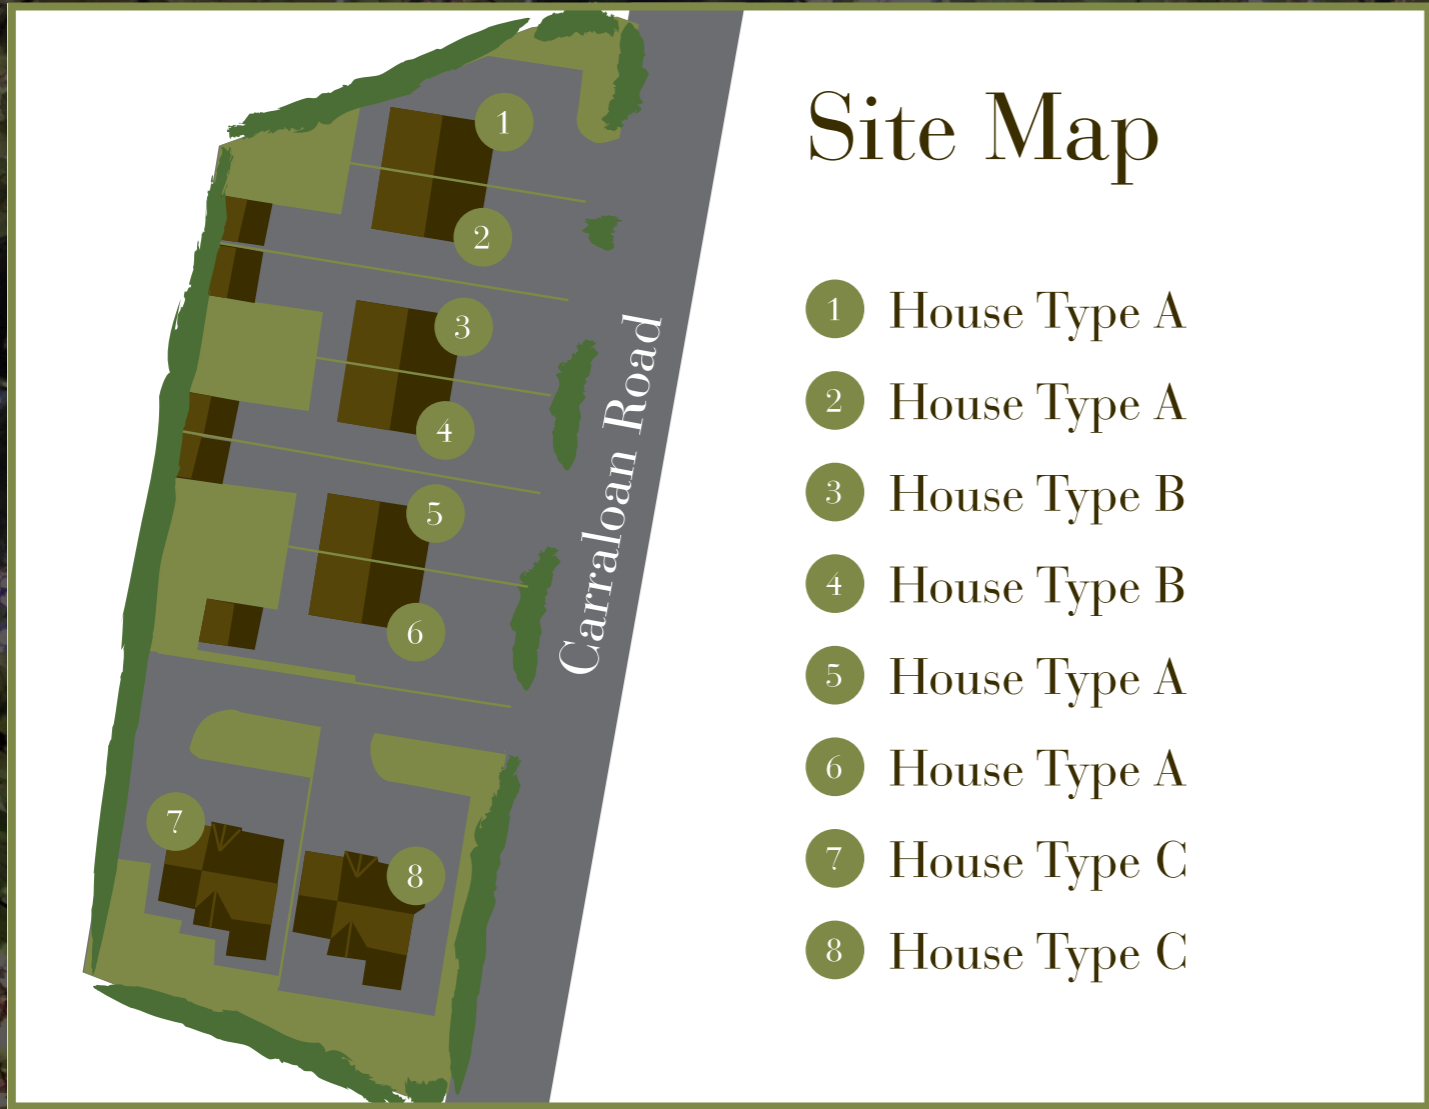 Site Map
1
2
3
4
5
6
7
8
Carraloan Road
1 House Type A
2 House Type A
3 House Type B
4 House Type B
5 House Type A
6 House Type A
7 House Type C
8 House Type C